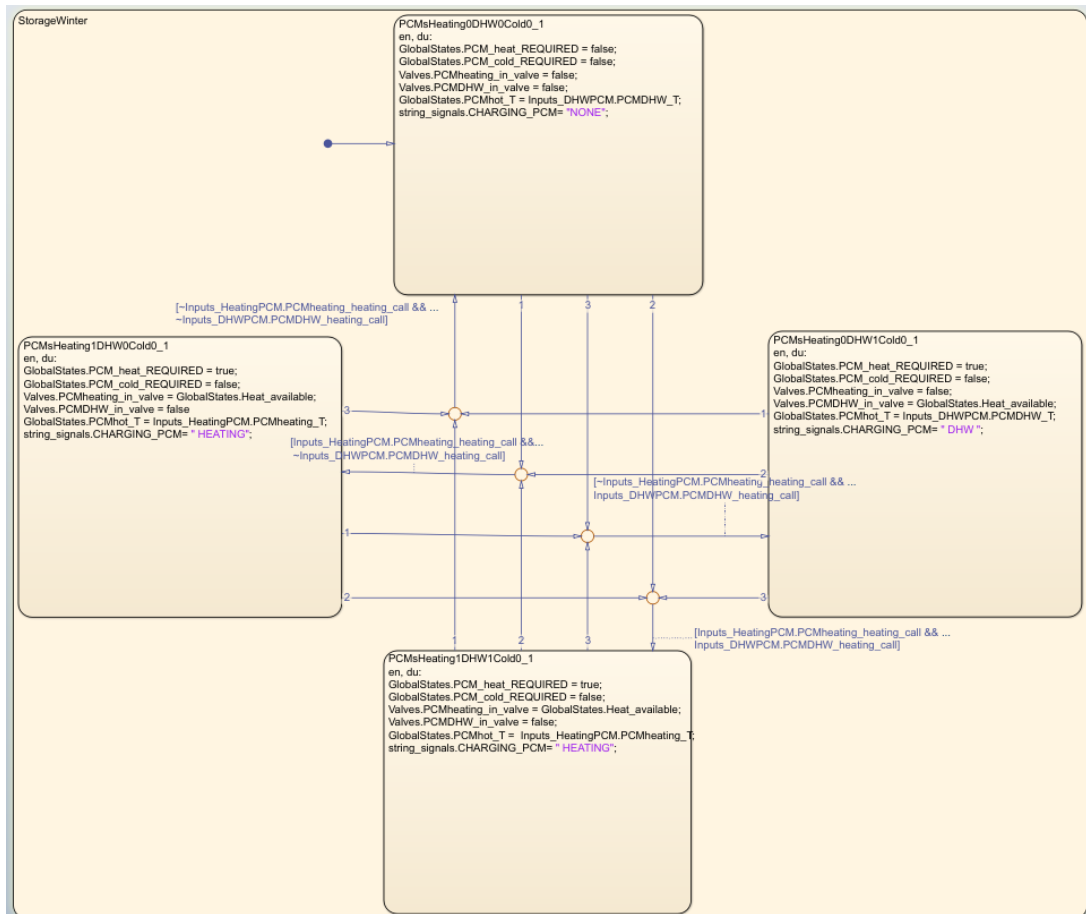 StorageWinter
PCMsHeating0DHW0Cold0_1
en, du:
GlobalStates.PCM_heat_REQUIRED = false;
GlobalStates.PCM_cold_REQUIRED = false;
Valves.PCMheating_in_valve = false;
Valves.PCMDHW_in_valve = false;
GlobalStates.PCMhot_T = Inputs_DHWPCM.PCMDHW_T;
string_signals.CHARGING_PCM= "NONE";
1
3
2
[~Inputs_HeatingPCM.PCMheating_heating_call && ...
~Inputs_DHWPCM.PCMDHW_heating_call]
PCMsHeating1DHW0Cold0_1
en, du:
GlobalStates.PCM_heat_REQUIRED = true;
GlobalStates.PCM_cold_REQUIRED = false;
Valves.PCMheating_in_valve = GlobalStates.Heat_available;
Valves.PCMDHW_in_valve = false
GlobalStates.PCMhot_T = Inputs_HeatingPCM.PCMheating_T;
string_signals.CHARGING_PCM= " HEATING";
3
1
2
PCMsHeating0DHW1Cold0_1
en, du:
GlobalStates.PCM_heat_REQUIRED = true;
GlobalStates.PCM_cold_REQUIRED = false;
Valves.PCMheating_in_valve = false;
Valves.PCMDHW_in_valve = GlobalStates.Heat_available;
GlobalStates.PCMhot_T = Inputs_DHWPCM.PCMDHW_T;
string_signals.CHARGING_PCM= " DHW ";
1
2
3
[Inputs_HeatingPCM.PCMheating_heating_call &&...
~Inputs_DHWPCM.PCMDHW_heating_call]
[~Inputs_HeatingPCM.PCMheating_heating_call && ...
Inputs_DHWPCM.PCMDHW_heating_call]
[Inputs_HeatingPCM.PCMheating_heating_call && ...
Inputs_DHWPCM.PCMDHW_heating_call]
1
2
3
PCMsHeating1DHW1Cold0_1
en, du:
GlobalStates.PCM_heat_REQUIRED = true;
GlobalStates.PCM_cold_REQUIRED = false;
Valves.PCMheating_in_valve = GlobalStates.Heat_available;
Valves.PCMDHW_in_valve = false;
GlobalStates.PCMhot_T = Inputs_HeatingPCM.PCMheating_T;
string_signals.CHARGING_PCM= " HEATING";